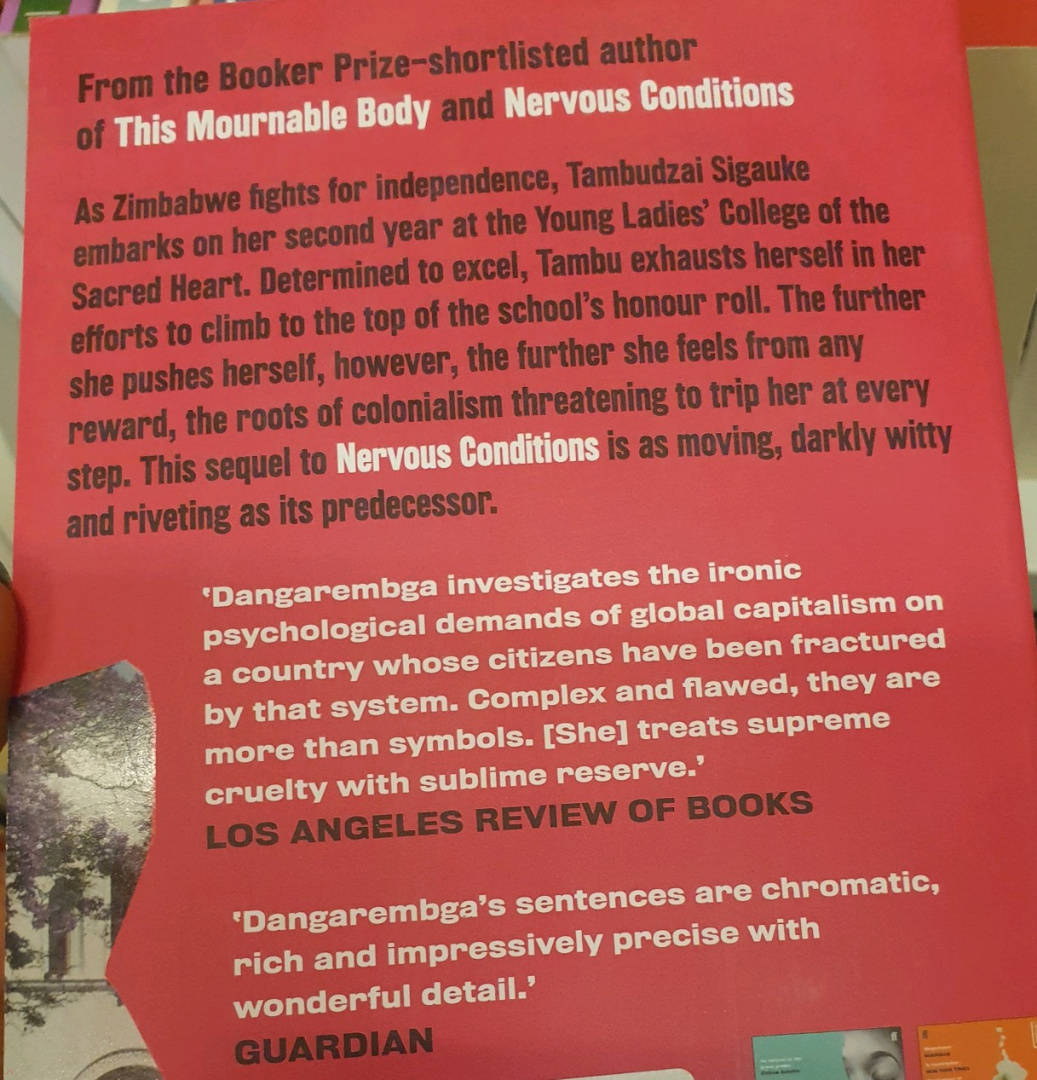 From the Booker Prize-shortlisted author
of This Mournable Body and Nervous Conditions
As Zimbabwe fights for independence, Tambudzai Sigauke
embarks on her second year at the Young Ladies' College of the
Sacred Heart. Determined to excel, Tambu exhausts herself in her
efforts to climb to the top of the school's honour roll. The further
she pushes herself, however, the further she feels from any
reward, the roots of colonialism threatening to trip her at every
step. This sequel to Nervous Conditions is as moving, darkly witty
and riveting as its predecessor.
'Dangarembga investigates the ironic
psychological demands of global capitalism on
a country whose citizens have been fractured
by that system. Complex and flawed, they are
more than symbols. [She] treats supreme
cruelty with sublime reserve.'
LOS ANGELES REVIEW OF BOOKS
'Dangarembga's sentences are chromatic,
rich and impressively precise with
wonderful detail.'
GUARDIAN